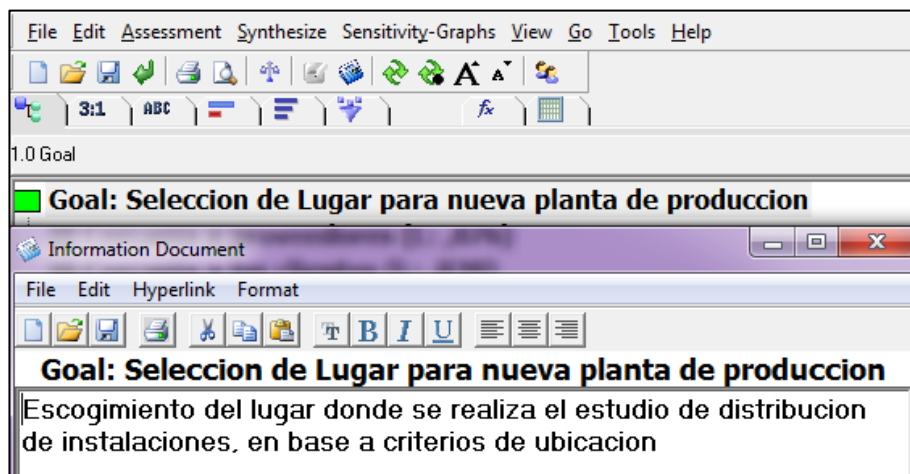 File Edit Assessment Synthesize Sensitivity-Graphs View Go Tools Help
3:1 ABC fx
1.0 Goal
Goal: Seleccion de Lugar para nueva planta de produccion
Information Document
File Edit Hyperlink Format
B I U
Goal: Seleccion de Lugar para nueva planta de produccion
Escogimiento del lugar donde se realiza el estudio de distribucion
de instalaciones, en base a criterios de ubicacion